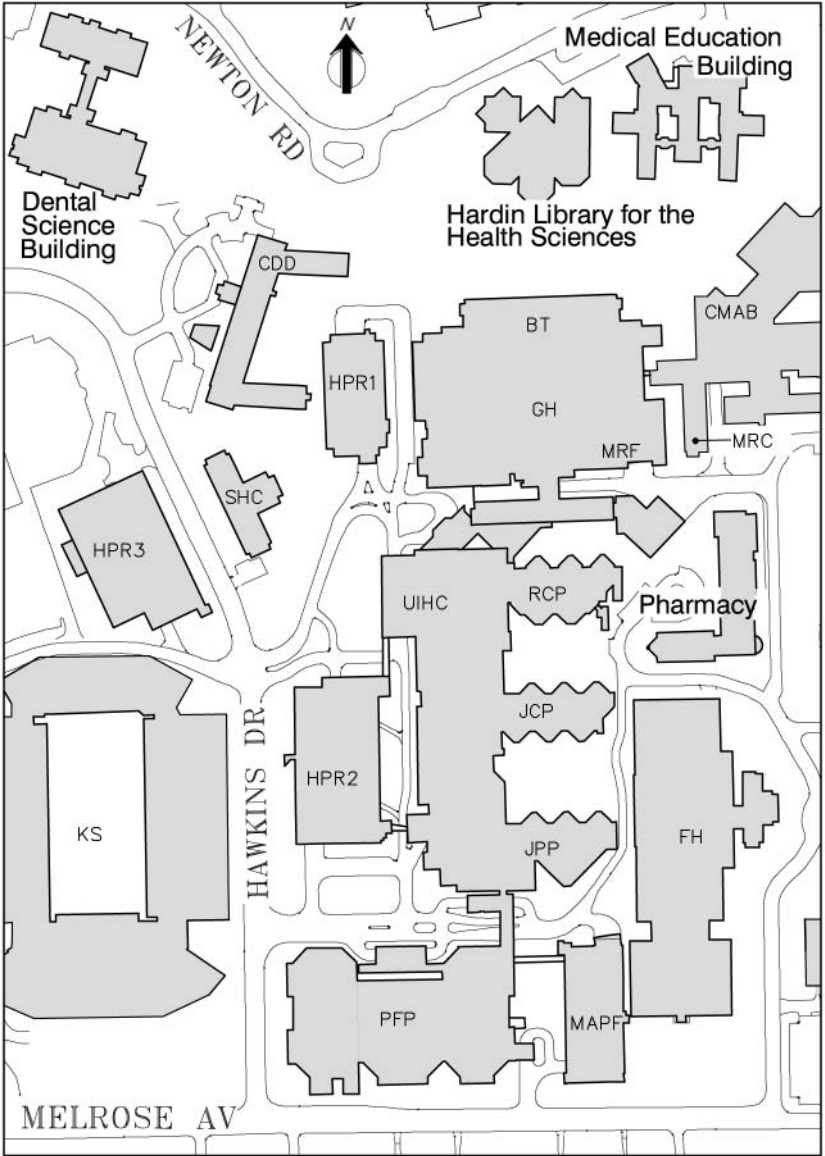 N
NEWTON RD
Medical Education
Building
Dental
Science
Building
Hardin Library for the
Health Sciences
CDD
BT
CMAB
HPR1
GH
MRF
MRC
SHC
HPR3
UIHC
RCP
Pharmacy
JCP
HAWKINS DR
HPR2
KS
JPP
FH
PFP
MAPF
MELROSE AV